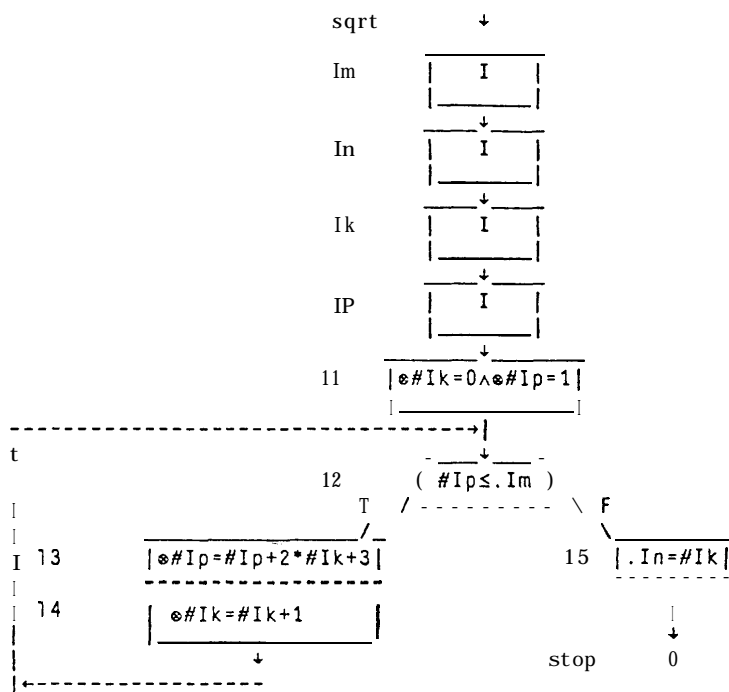 sqrt ↓
Im I
↓
In I
↓
Ik I
↓
IP I
↓
11 ⊗#Ik=0∧⊗#Ip=1
t
12 ( #Ip≤.Im )
T F
13 ⊗#Ip=#Ip+2*#Ik+3 15 .In=#Ik
14 ⊗#Ik=#Ik+1
↓ ↓
stop 0